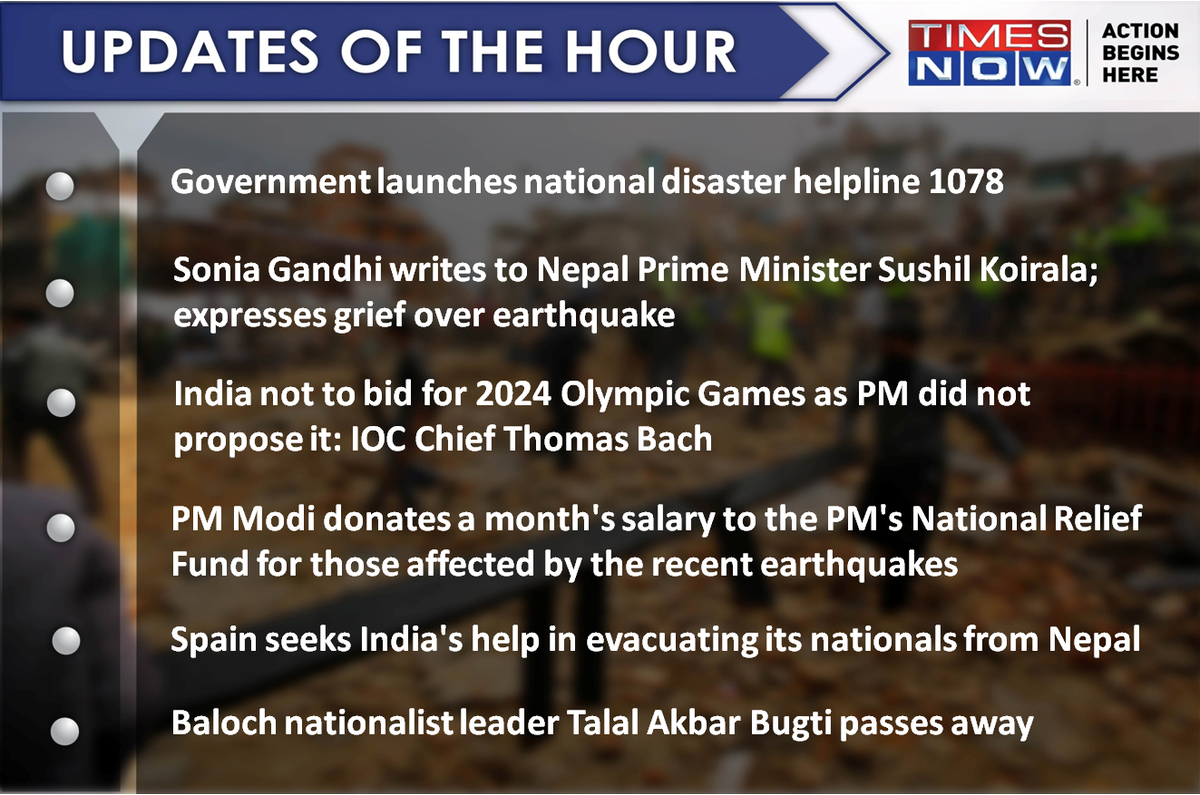 UPDATES OF THE HOUR
TIMES
NOW
®
ACTION
BEGINS
HERE
Government launches national disaster helpline 1078
Sonia Gandhi writes to Nepal Prime Minister Sushil Koirala;
expresses grief over earthquake
India not to bid for 2024 Olympic Games as PM did not
propose it: IOC Chief Thomas Bach
PM Modi donates a month's salary to the PM's National Relief
Fund for those affected by the recent earthquakes
Spain seeks India's help in evacuating its nationals from Nepal
Baloch nationalist leader Talal Akbar Bugti passes away